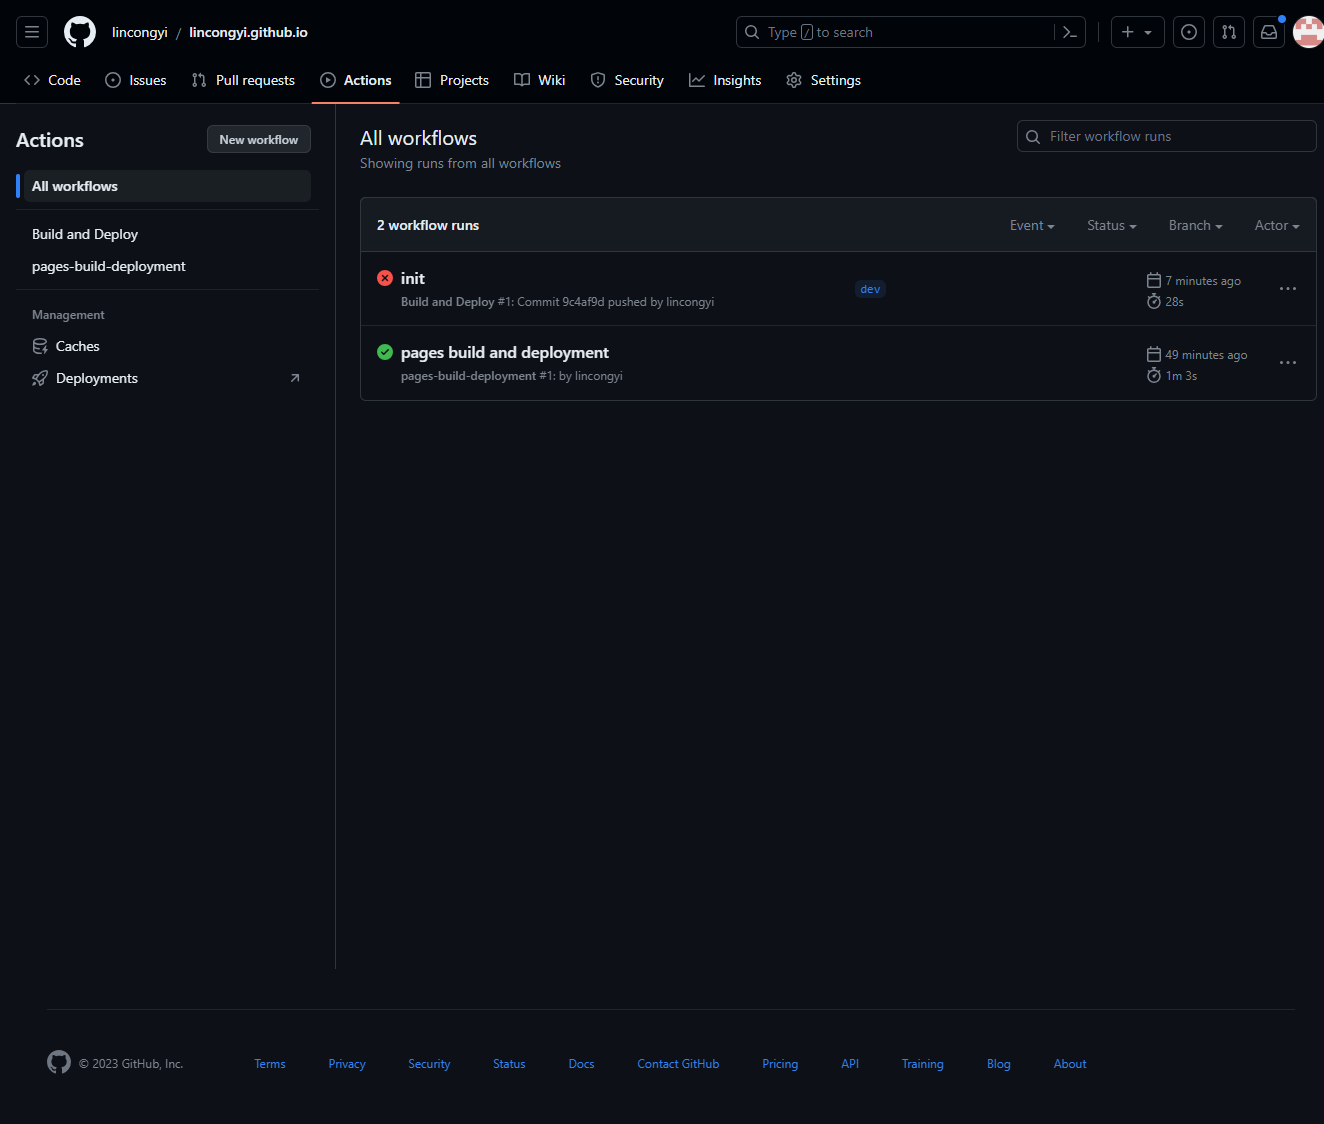 lincongyi / lincongyi.github.io
Type / to search
Code Issues Pull requests Actions Projects Wiki Security Insights Settings
Actions
New workflow
All workflows
Build and Deploy
pages-build-deployment
Management
Caches
Deployments
All workflows
Showing runs from all workflows
Filter workflow runs
2 workflow runs
Event Status Branch Actor
init
Build and Deploy #1: Commit 9c4af9d pushed by lincongyi
dev
7 minutes ago
28s
pages build and deployment
pages-build-deployment #1: by lincongyi
49 minutes ago
1m 3s
© 2023 GitHub, Inc.
Terms Privacy Security Status Docs Contact GitHub Pricing API Training Blog About